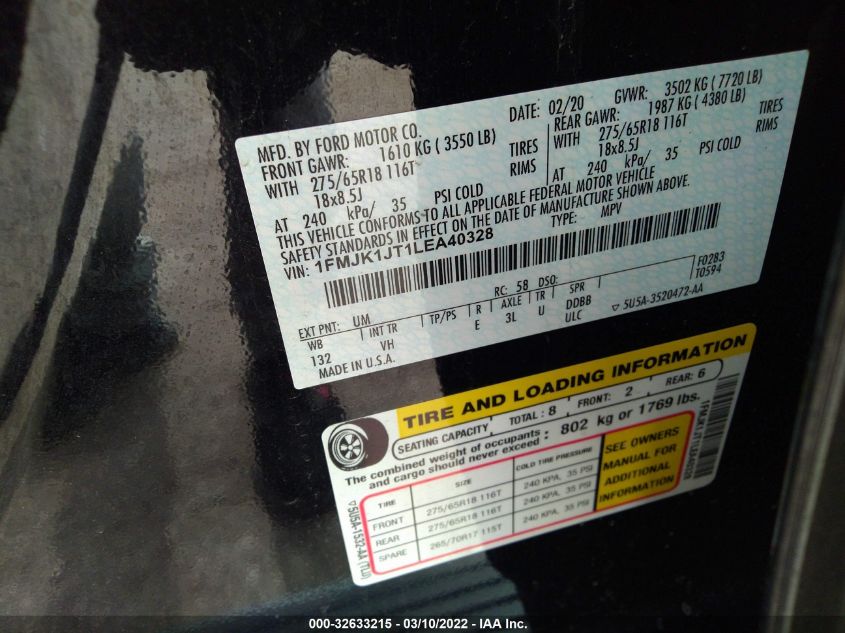 MFD. BY FORD MOTOR CO.
DATE: 02/20 GVWR: 3502 KG ( 7720 LB)
FRONT GAWR: 1610 KG ( 3550 LB)
REAR GAWR: 1987 KG ( 4380 LB)
WITH 275/65R18 116T TIRES
WITH 275/65R18 116T TIRES
18x8.5J RIMS
18x8.5J RIMS
AT 240 kPa/ 35 PSI COLD
AT 240 kPa/ 35 PSI COLD
THIS VEHICLE CONFORMS TO ALL APPLICABLE FEDERAL MOTOR VEHICLE
SAFETY STANDARDS IN EFFECT ON THE DATE OF MANUFACTURE SHOWN ABOVE.
VIN: 1FMJK1JT1LEA40328 TYPE: MPV
F0283
T0594
EXT PNT: UM RC: 58 DSO:
WB INT TR TP/PS R AXLE TR SPR
132 VH E 3L U DDBB
ULC
▽ 5U5A-3520472-AA
MADE IN U.S.A.
TIRE AND LOADING INFORMATION
SEATING CAPACITY TOTAL : 8 FRONT: 2 REAR: 6
The combined weight of occupants
and cargo should never exceed : 802 kg or 1769 lbs.
TIRE SIZE COLD TIRE PRESSURE
FRONT 275/65R18 116T 240 KPA, 35 PSI
REAR 275/65R18 116T 240 KPA, 35 PSI
SPARE 265/70R17 115T 240 KPA, 35 PSI
SEE OWNERS
MANUAL FOR
ADDITIONAL
INFORMATION
▽ 5U5A-1532-AA (TLU)
1FMJK1JT1LEA40328
000-32633215 - 03/10/2022 - IAA Inc.